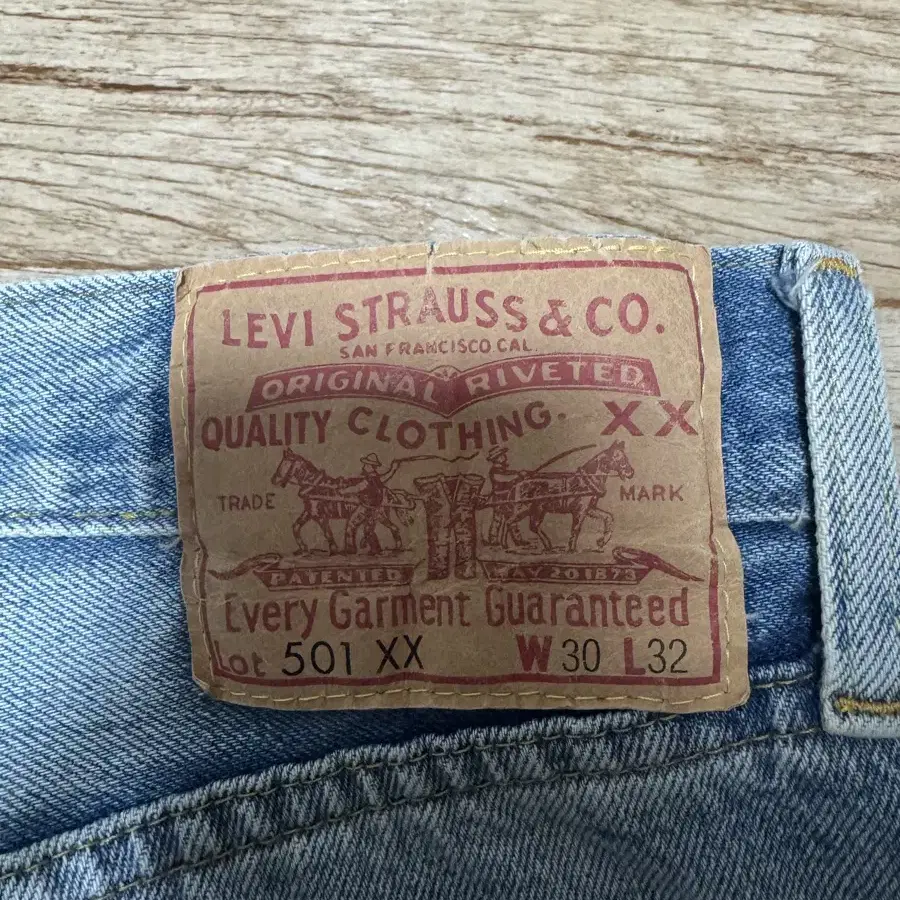 LEVI STRAUSS & CO.
SAN FRANCISCO CAL.
ORIGINAL RIVETED
QUALITY CLOTHING. XX
TRADE MARK
PATENTED MAY 20 1873
Every Garment Guaranteed
Lot 501 XX W 30 L 32